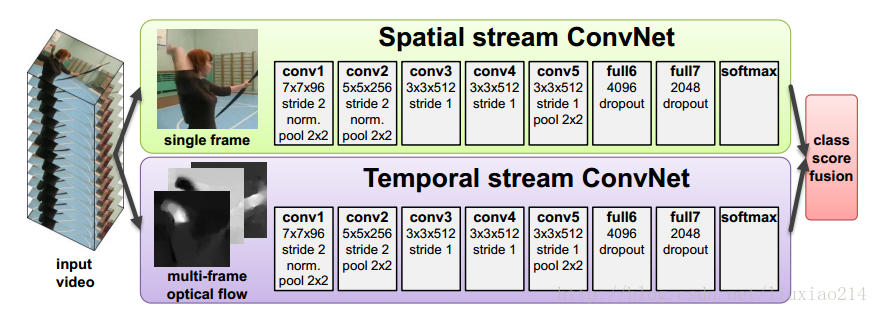 Spatial stream ConvNet
single frame
conv1
7x7x96
stride 2
norm.
pool 2x2
conv2
5x5x256
stride 2
norm.
pool 2x2
conv3
3x3x512
stride 1
conv4
3x3x512
stride 1
conv5
3x3x512
stride 1
pool 2x2
full6
4096
dropout
full7
2048
dropout
softmax
Temporal stream ConvNet
input
video
multi-frame
optical flow
conv1
7x7x96
stride 2
norm.
pool 2x2
conv2
5x5x256
stride 2
pool 2x2
conv3
3x3x512
stride 1
conv4
3x3x512
stride 1
conv5
3x3x512
stride 1
pool 2x2
full6
4096
dropout
full7
2048
dropout
softmax
class
score
fusion